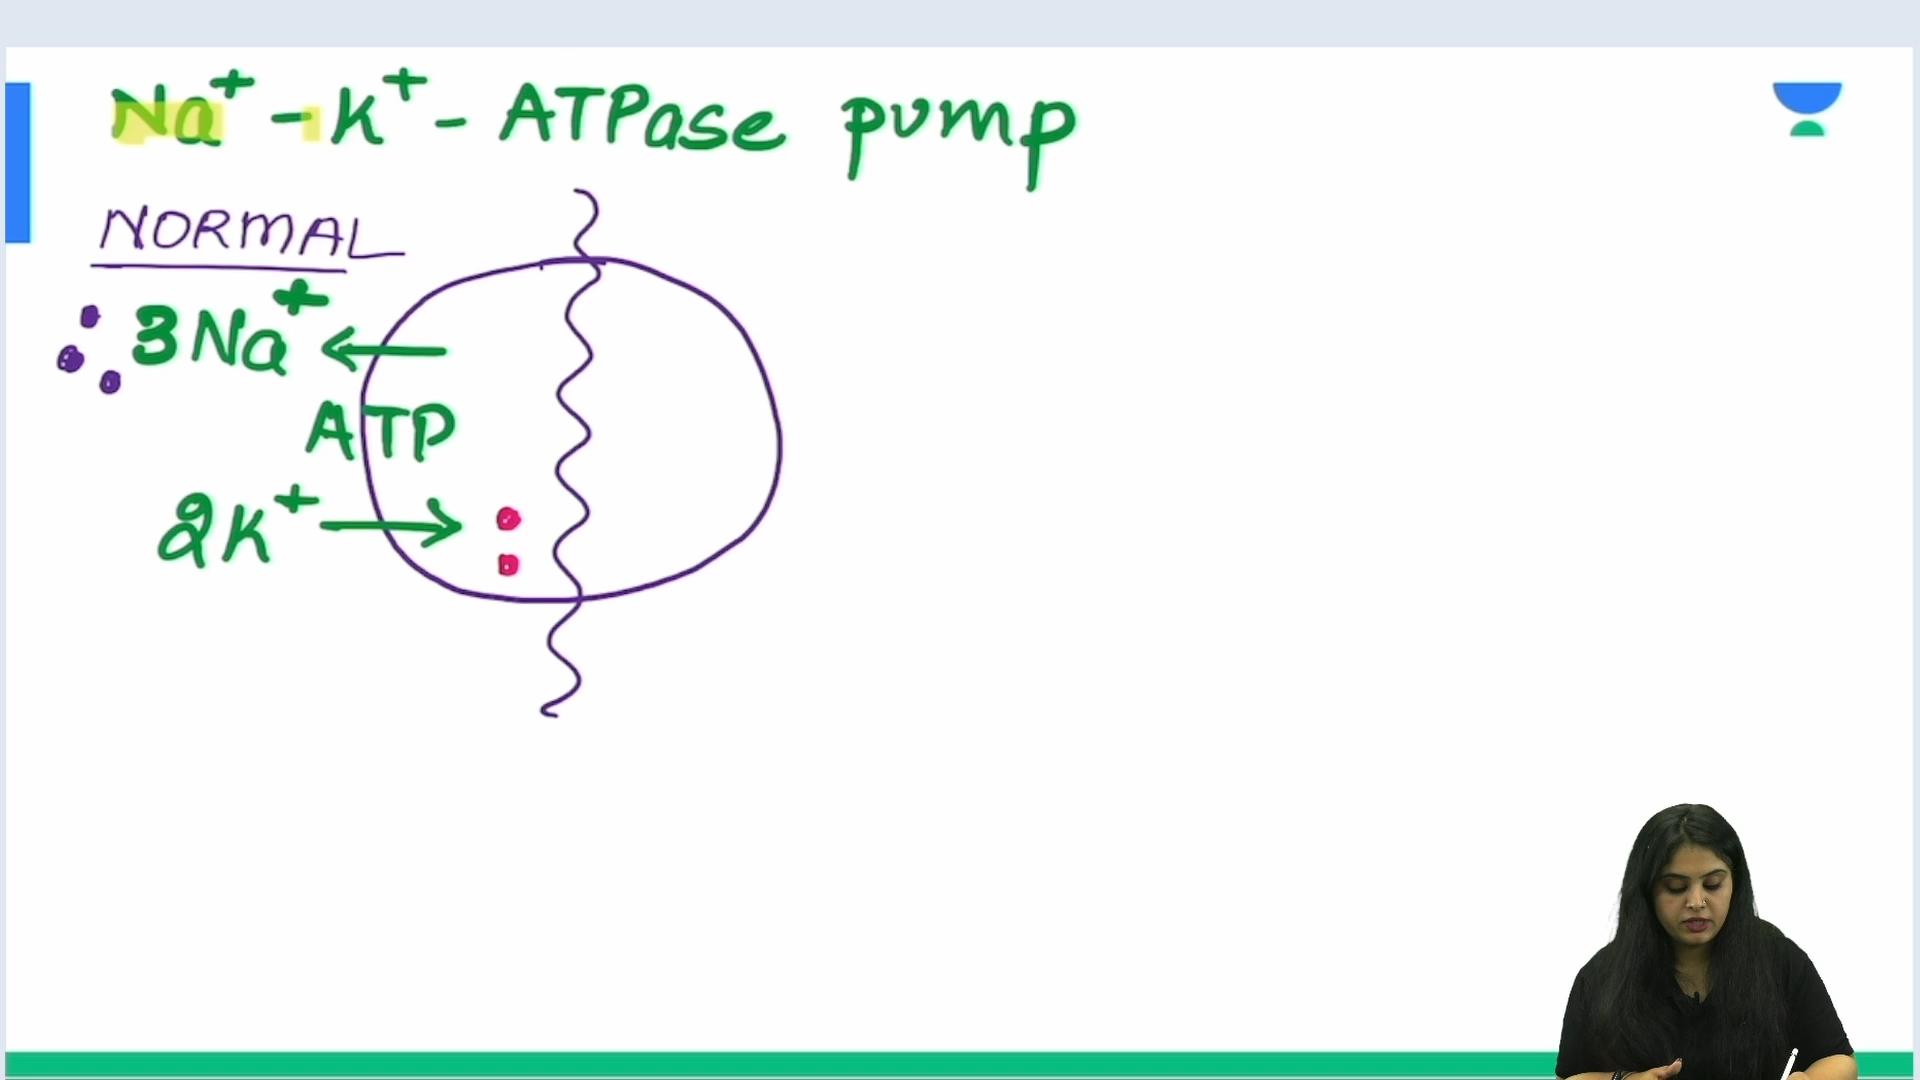 Na⁺ - K⁺ - ATPase pump
NORMAL
3Na⁺
ATP
2K⁺